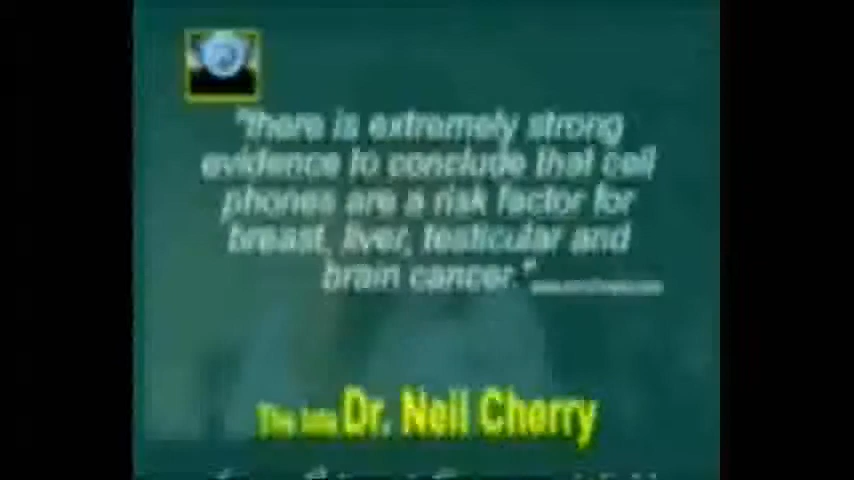 "there is extremely strong
evidence to conclude that cell
phones are a risk factor for
breast, liver, testicular and
brain cancer."
The late Dr. Neil Cherry